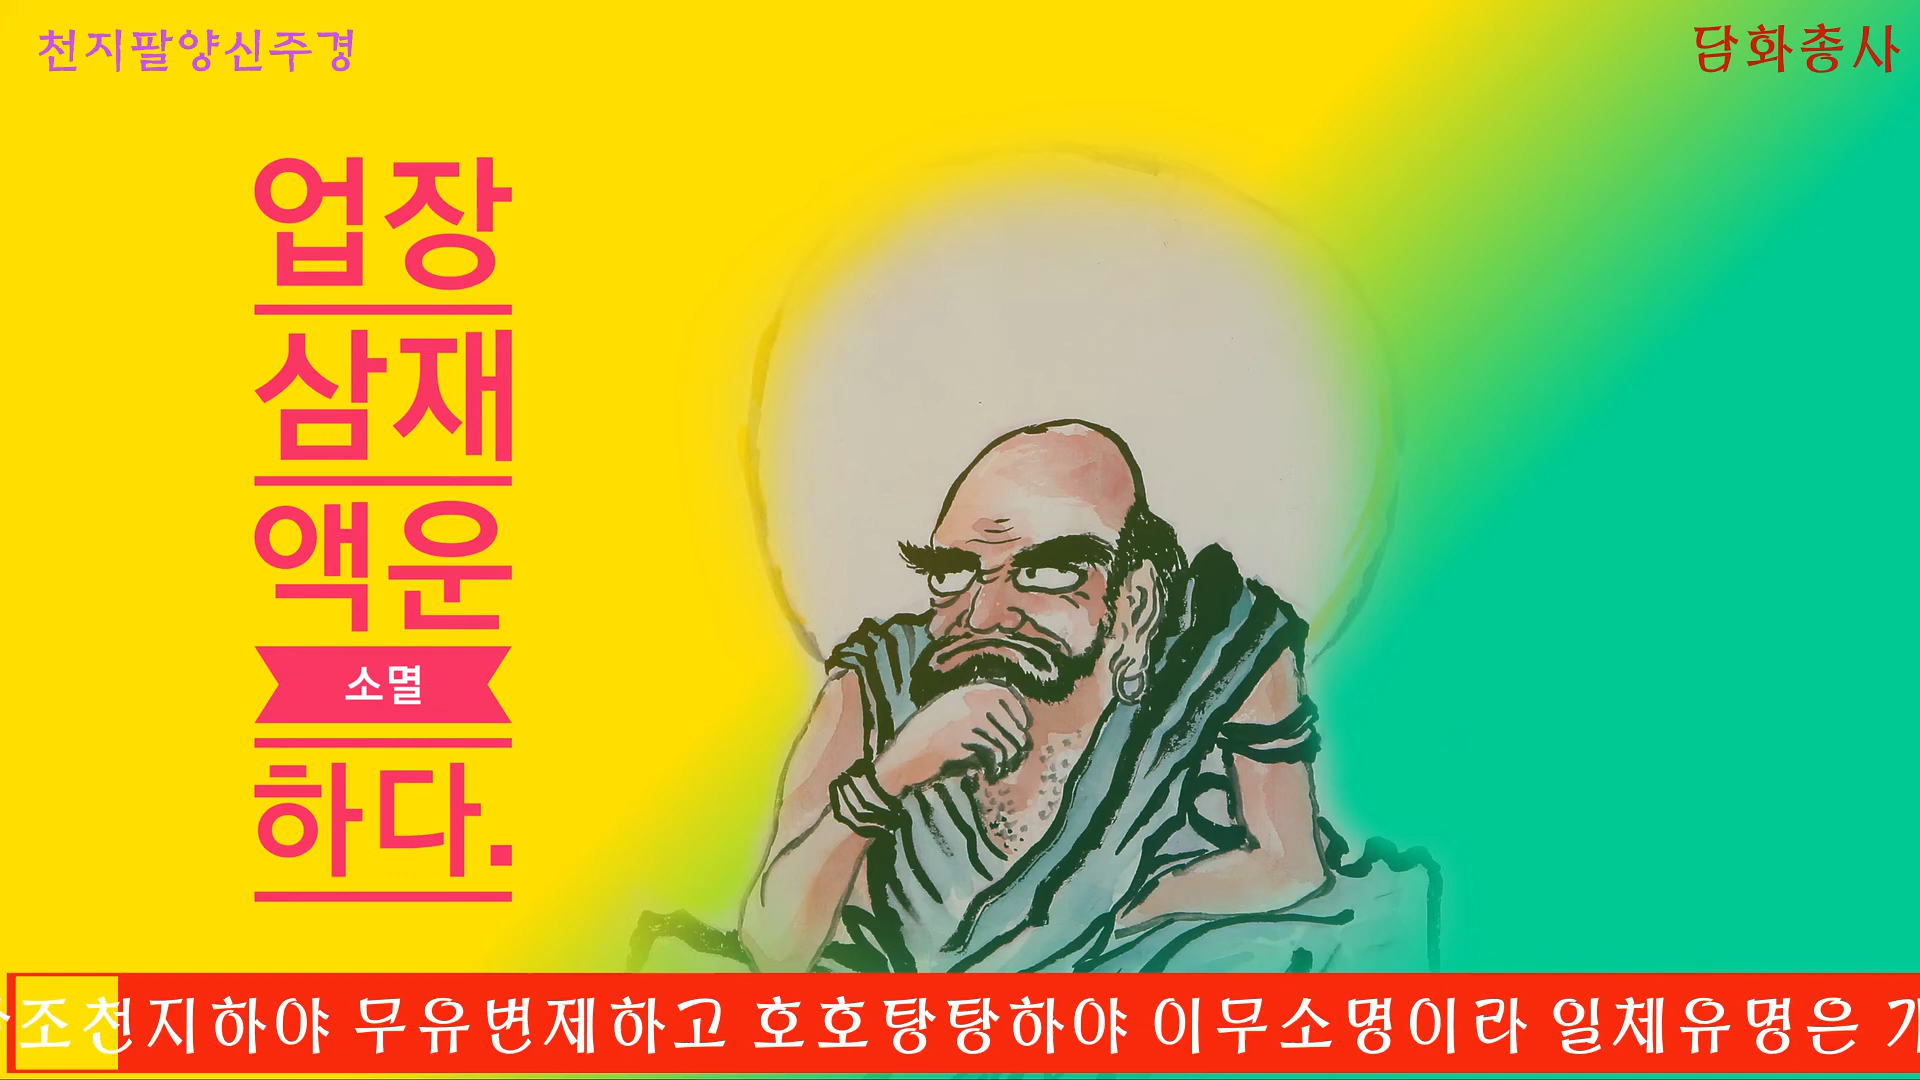 천지팔양신주경
담화총사
업장
삼재
액운
소멸
하다.
조천지하야 무유변제하고 호호탕탕하야 이무소명이라 일체유명은